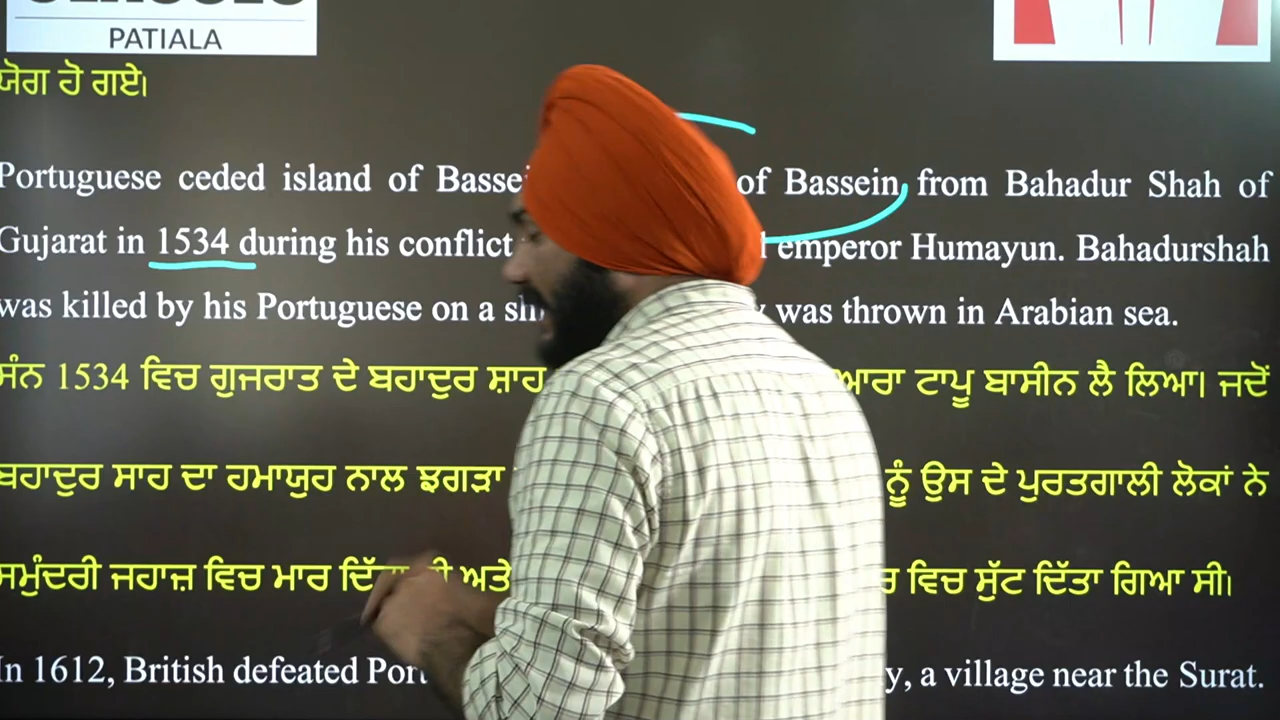 PATIALA
ਯੋਗ ਹੋ ਗਏ।
Portuguese ceded island of of Bassein, from Bahadur Shah of
Gujarat in 1534 during his conflict emperor Humayun. Bahadurshah
was killed by his Portuguese on a was thrown in Arabian sea.
ਸੰਨ 1534 ਵਿਚ ਗੁਜਰਾਤ ਦੇ ਬਹਾਦੁਰ ਸ਼ਾਹ ਟਾਪੂ ਬਾਸੀਨ ਲੈ ਲਿਆ। ਜਦੋਂ
ਬਹਾਦੁਰ ਸਾਹ ਦਾ ਹਮਾਯੁਹ ਨਾਲ ਝਗੜਾ ਨੂੰ ਉਸ ਦੇ ਪੁਰਤਗਾਲੀ ਲੋਕਾਂ ਨੇ
ਸਮੁੰਦਰੀ ਜਹਾਜ਼ ਵਿਚ ਮਾਰ ਅਤੇ ਵਿਚ ਸੁੱਟ ਦਿੱਤਾ ਗਿਆ ਸੀ।
In 1612, British defeated a village near the Surat.